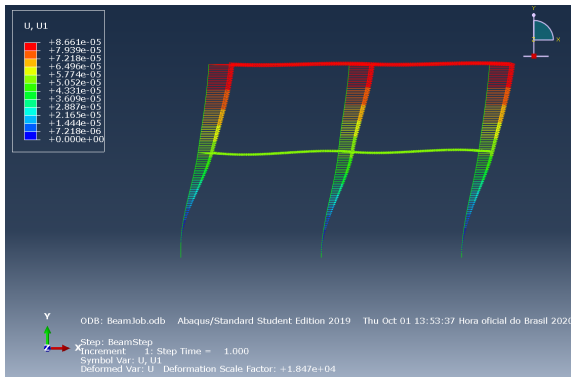 U, U1
+8.661e-05
+7.939e-05
+7.218e-05
+6.496e-05
+5.774e-05
+5.052e-05
+4.331e-05
+3.609e-05
+2.887e-05
+2.165e-05
+1.444e-05
+7.218e-06
+0.000e+00
Y
X
Y
Z X
ODB: BeamJob.odb Abaqus/Standard Student Edition 2019 Thu Oct 01 13:53:37 Hora oficial do Brasil 2020
Step: BeamStep
Increment 1: Step Time = 1.000
Symbol Var: U, U1
Deformed Var: U Deformation Scale Factor: +1.847e+04